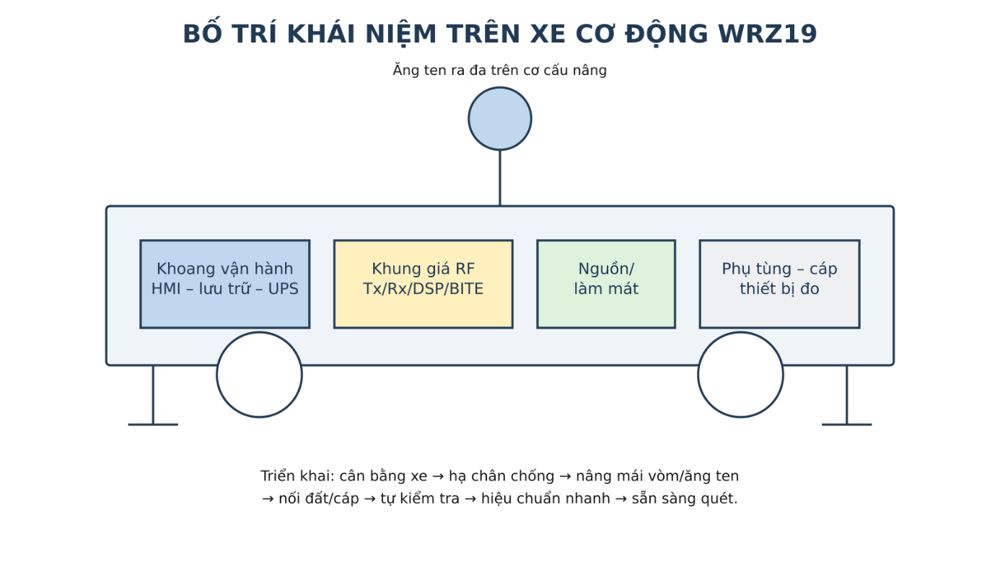 BỐ TRÍ KHÁI NIỆM TRÊN XE CƠ ĐỘNG WRZ19
Ăng ten ra đa trên cơ cấu nâng
Khoang vận hành
HMI – lưu trữ – UPS
Khung giá RF
Tx/Rx/DSP/BITE
Nguồn/
làm mát
Phụ tùng – cáp
thiết bị đo
Triển khai: cân bằng xe → hạ chân chống → nâng mái vòm/ăng ten
→ nối đất/cáp → tự kiểm tra → hiệu chuẩn nhanh → sẵn sàng quét.